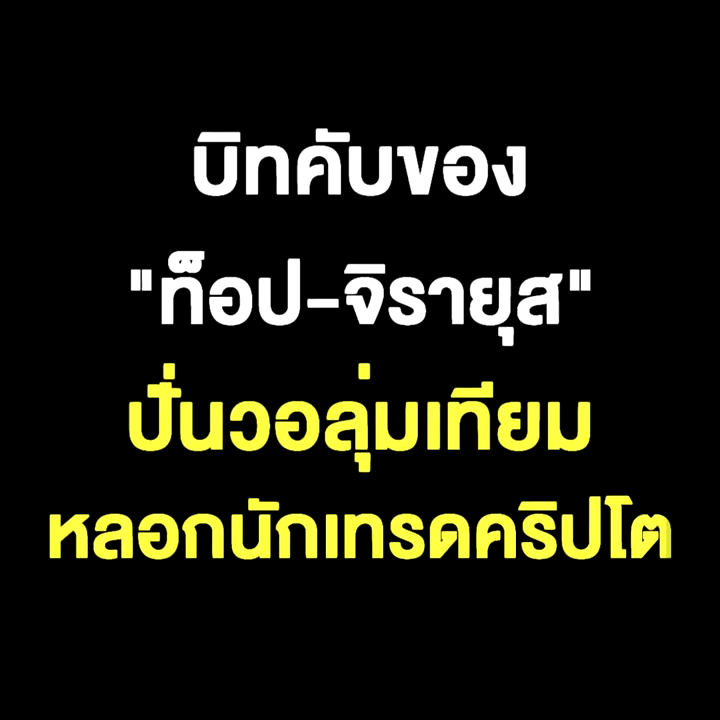 บิทคับของ
"ท็อป-จิรายุส"
ปั่นวอลุ่มเทียม
หลอกนักเทรดคริปโต